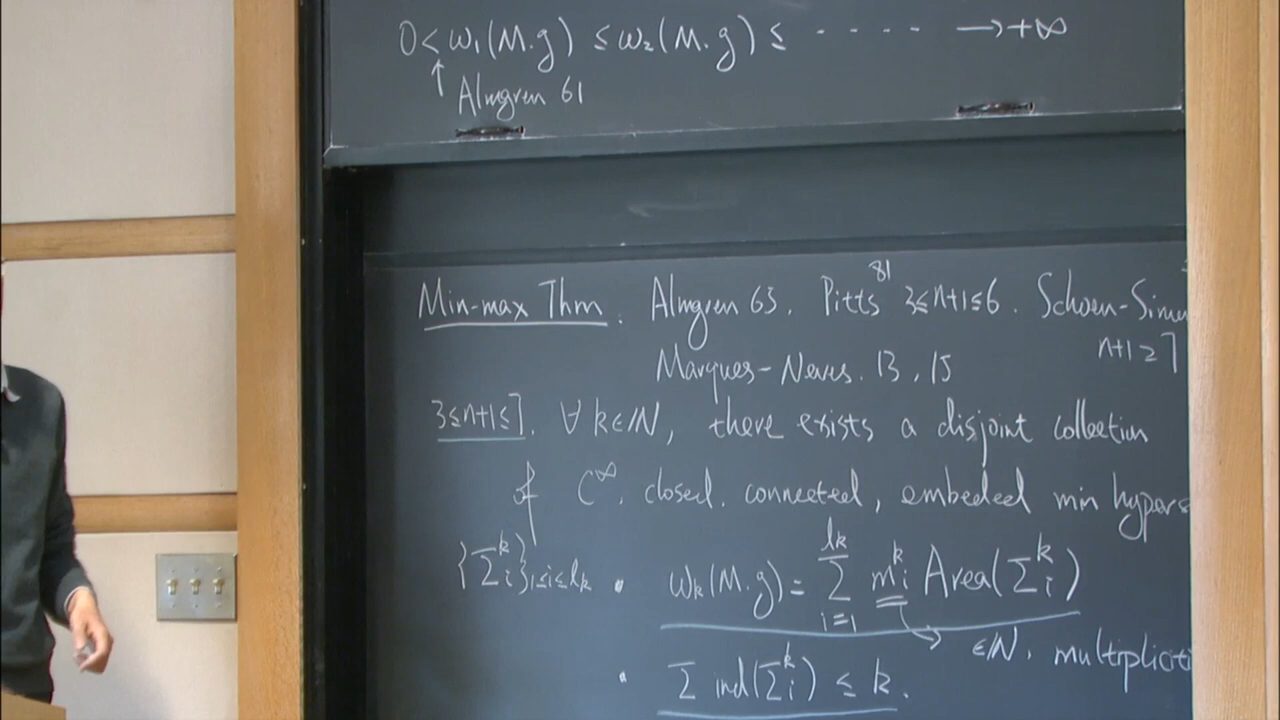 0 < ω₁(M.g) ≤ ω₂(M.g) ≤ - - - - → +∞
↑
Almgren 61
Min-max Thm. Almgren 65. Pitts 81 3≤n+1≤6. Schoen-Simon
n+1≥7
Marques-Neves. 13, 15
3≤n+1≤7. ∀ k∈ℕ, there exists a disjoint collection
of C^∞. closed. connected, embeded min hypers
{Σ_i^k}_{1≤i≤l_k} • ω_k(M.g) = Σ_{i=1}^{l_k} m_i^k Area(Σ_i^k)
∈ℕ. multipliciti
• Σ ind(Σ_i^k) ≤ k.